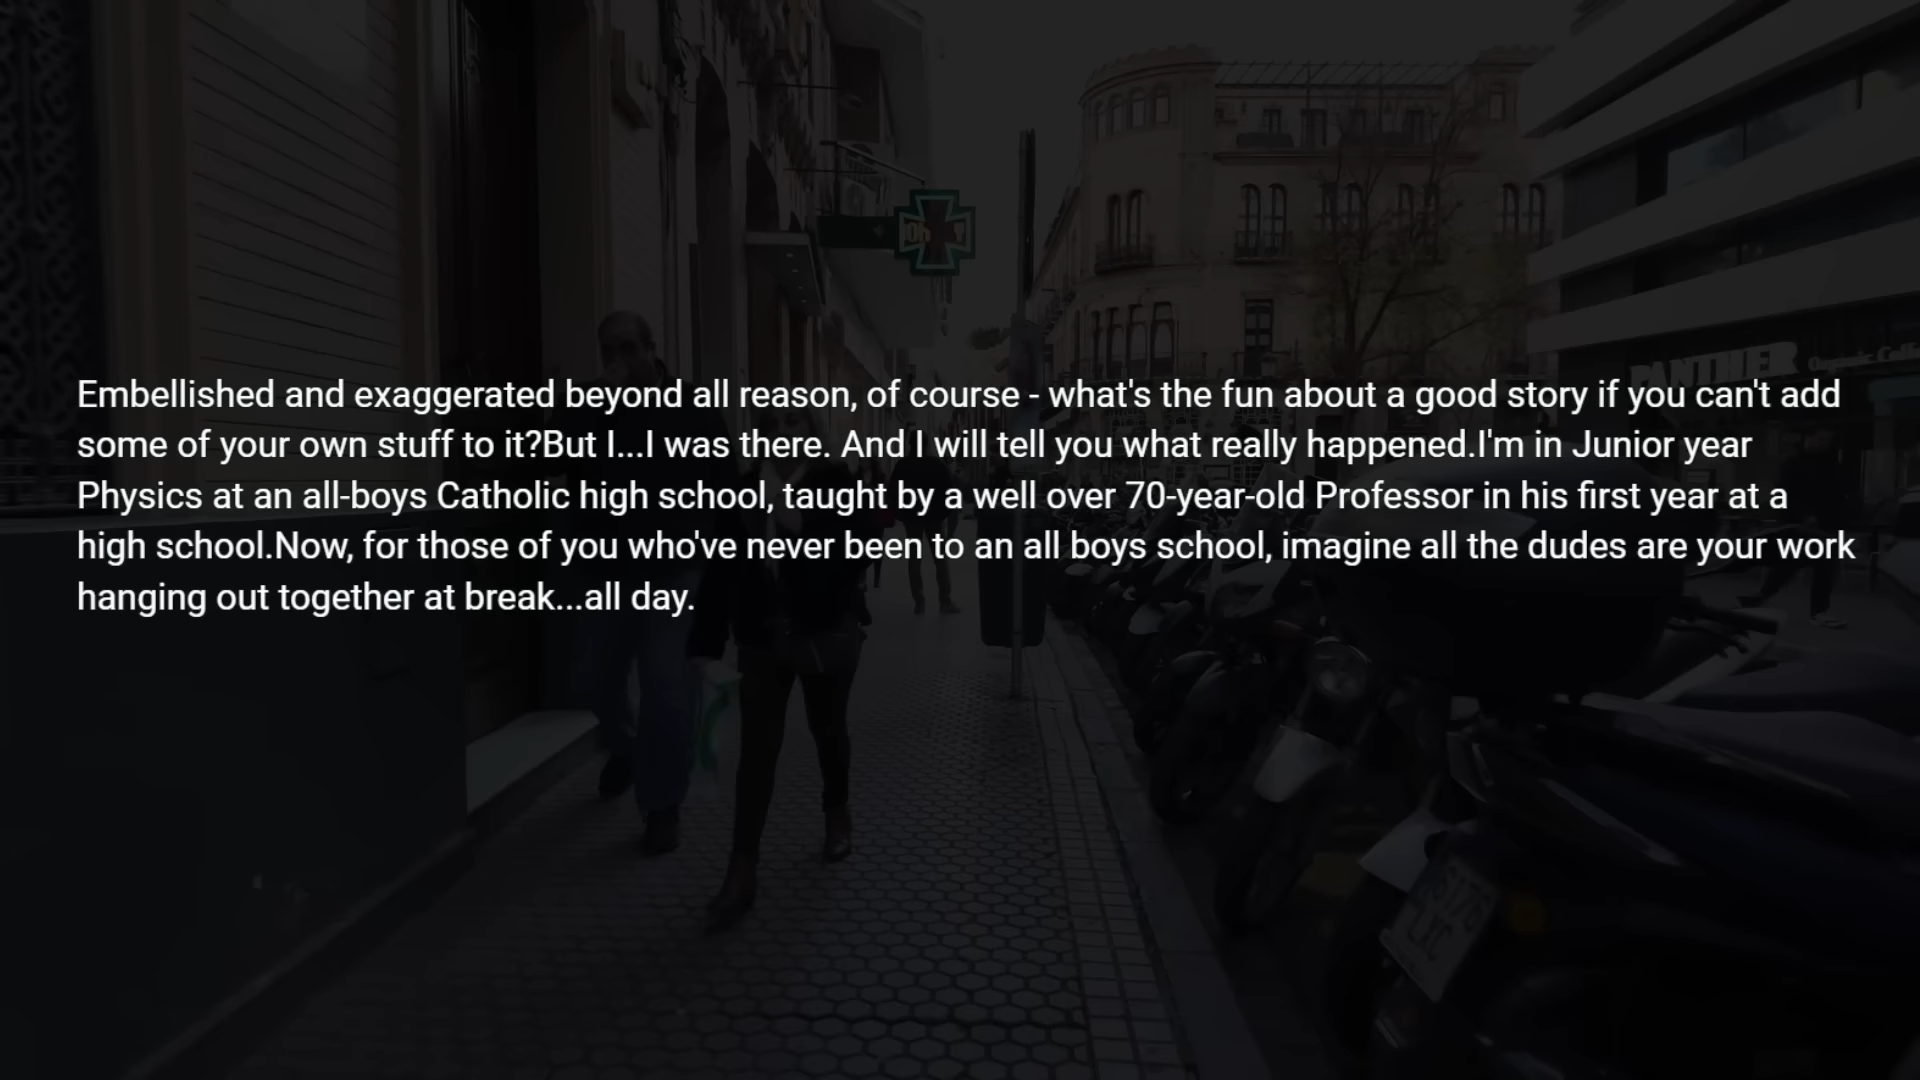 Embellished and exaggerated beyond all reason, of course - what's the fun about a good story if you can't add
some of your own stuff to it?But I...I was there. And I will tell you what really happened.I'm in Junior year
Physics at an all-boys Catholic high school, taught by a well over 70-year-old Professor in his first year at a
high school.Now, for those of you who've never been to an all boys school, imagine all the dudes are your work
hanging out together at break...all day.
PANTHER